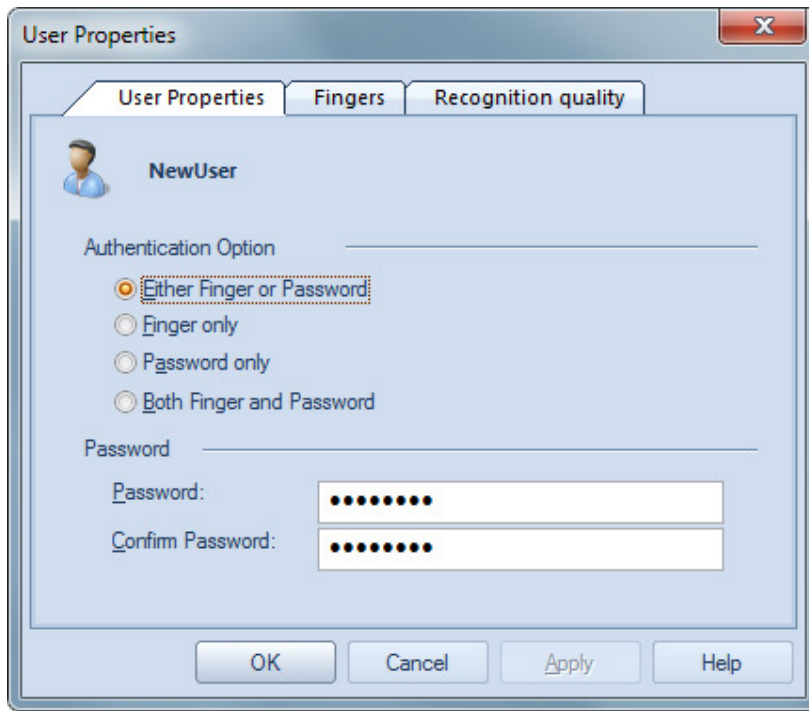 User Properties
User Properties Fingers Recognition quality
NewUser
Authentication Option
Either Finger or Password
Finger only
Password only
Both Finger and Password
Password
Password: ●●●●●●●●
Confirm Password: ●●●●●●●●
OK Cancel Apply Help